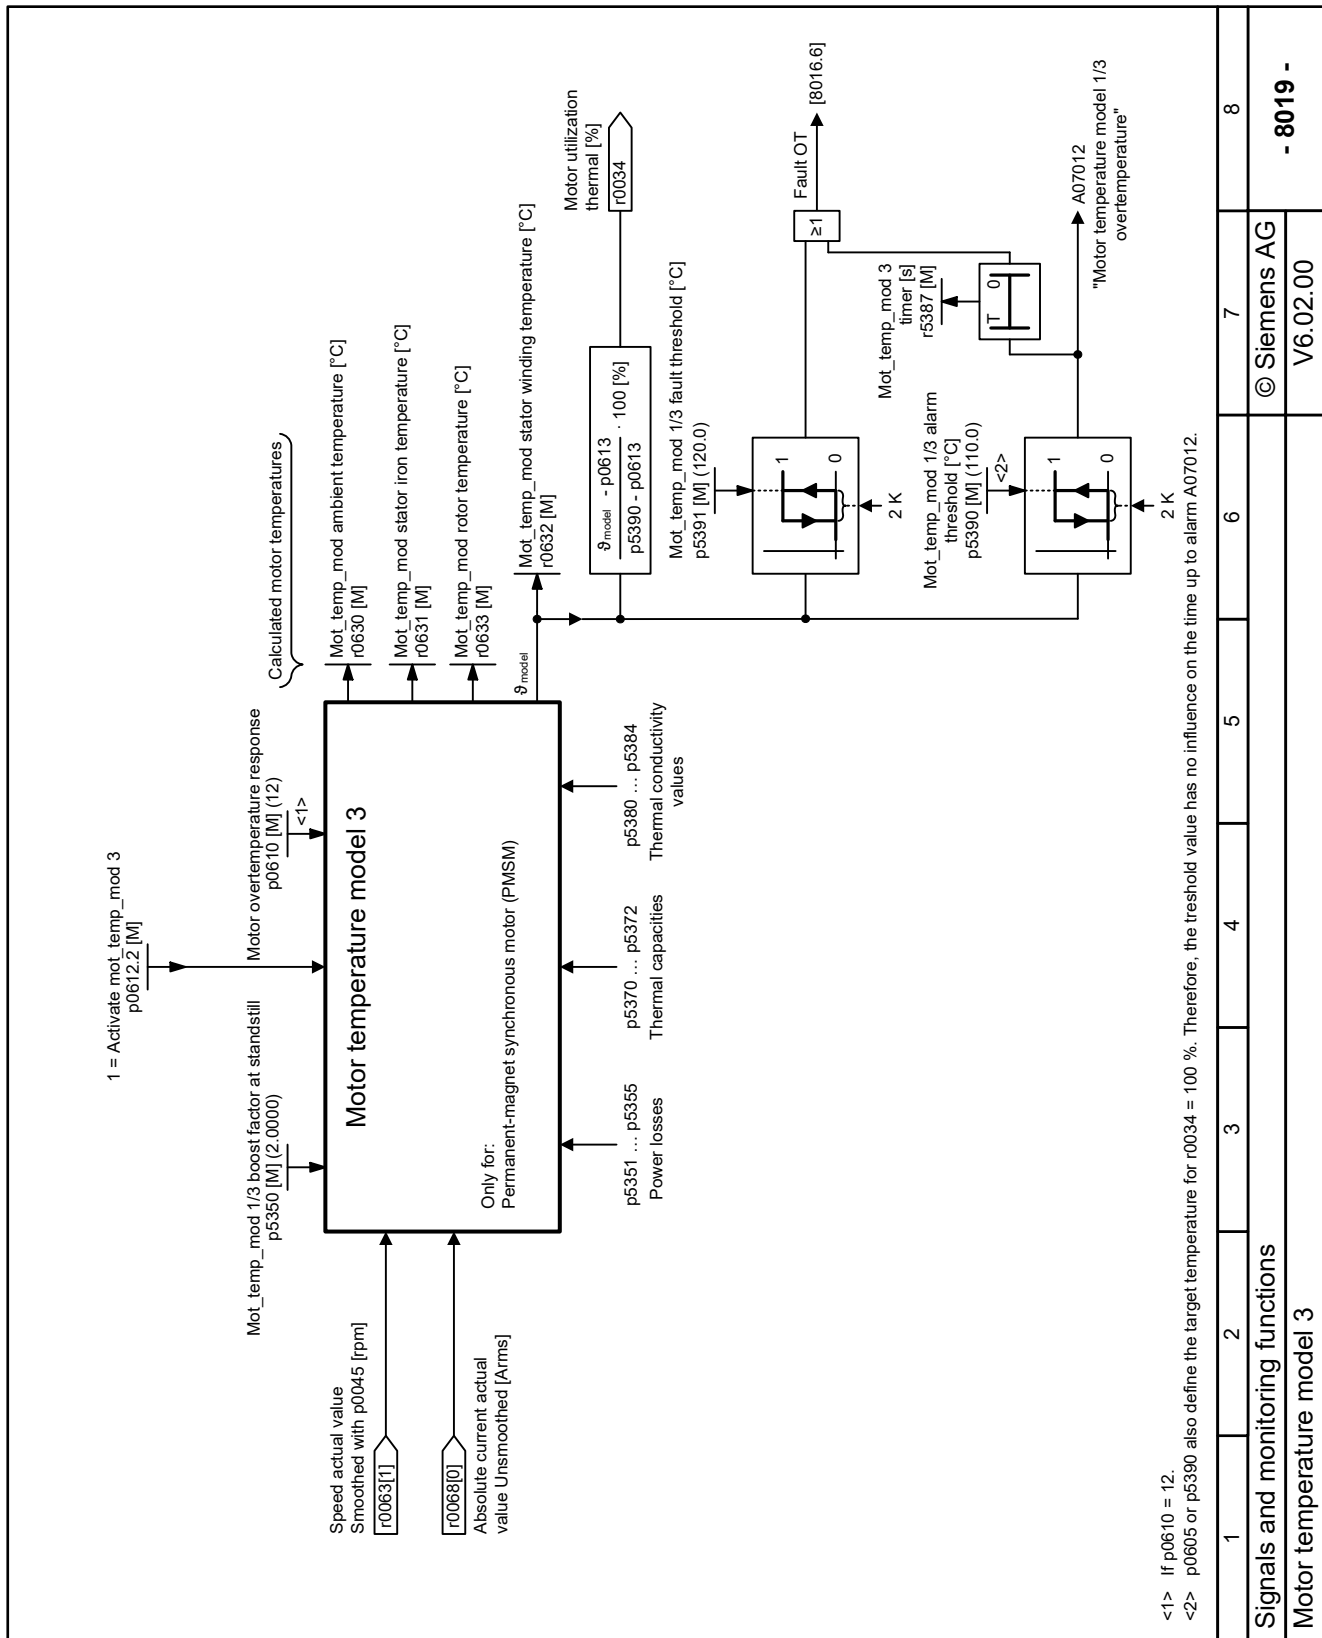 1 = Activate mot_temp_mod 3
p0612.2 [M]
Mot_temp_mod 1/3 boost factor at standstill
p5350 [M] (2.0000)
Motor overtemperature response
p0610 [M] (12)
<1>
Calculated motor temperatures
Speed actual value
Smoothed with p0045 [rpm]
r0063[1]
r0068[0]
Absolute current actual
value Unsmoothed [Arms]
Motor temperature model 3
Only for:
Permanent-magnet synchronous motor (PMSM)
p5351 ... p5355
Power losses
p5370 ... p5372
Thermal capacities
p5380 ... p5384
Thermal conductivity
values
Mot_temp_mod ambient temperature [°C]
r0630 [M]
Mot_temp_mod stator iron temperature [°C]
r0631 [M]
Mot_temp_mod rotor temperature [°C]
r0633 [M]
ϑ model
Mot_temp_mod stator winding temperature [°C]
r0632 [M]
ϑ model - p0613
p5390 - p0613
· 100 [%]
Motor utilization
thermal [%]
r0034
Mot_temp_mod 1/3 fault threshold [°C]
p5391 [M] (120.0)
1
0
2 K
≥1
Fault OT
[8016.6]
Mot_temp_mod 3
timer [s]
r5387 [M]
T 0
Mot_temp_mod 1/3 alarm
threshold [°C]
p5390 [M] (110.0)
<2>
1
0
2 K
A07012
"Motor temperature model 1/3
overtemperature"
<1> If p0610 = 12.
<2> p0605 or p5390 also define the target temperature for r0034 = 100 %. Therefore, the treshold value has no influence on the time up to alarm A07012.
1 2 3 4 5 6 7 8
Signals and monitoring functions
© Siemens AG
- 8019 -
Motor temperature model 3
V6.02.00